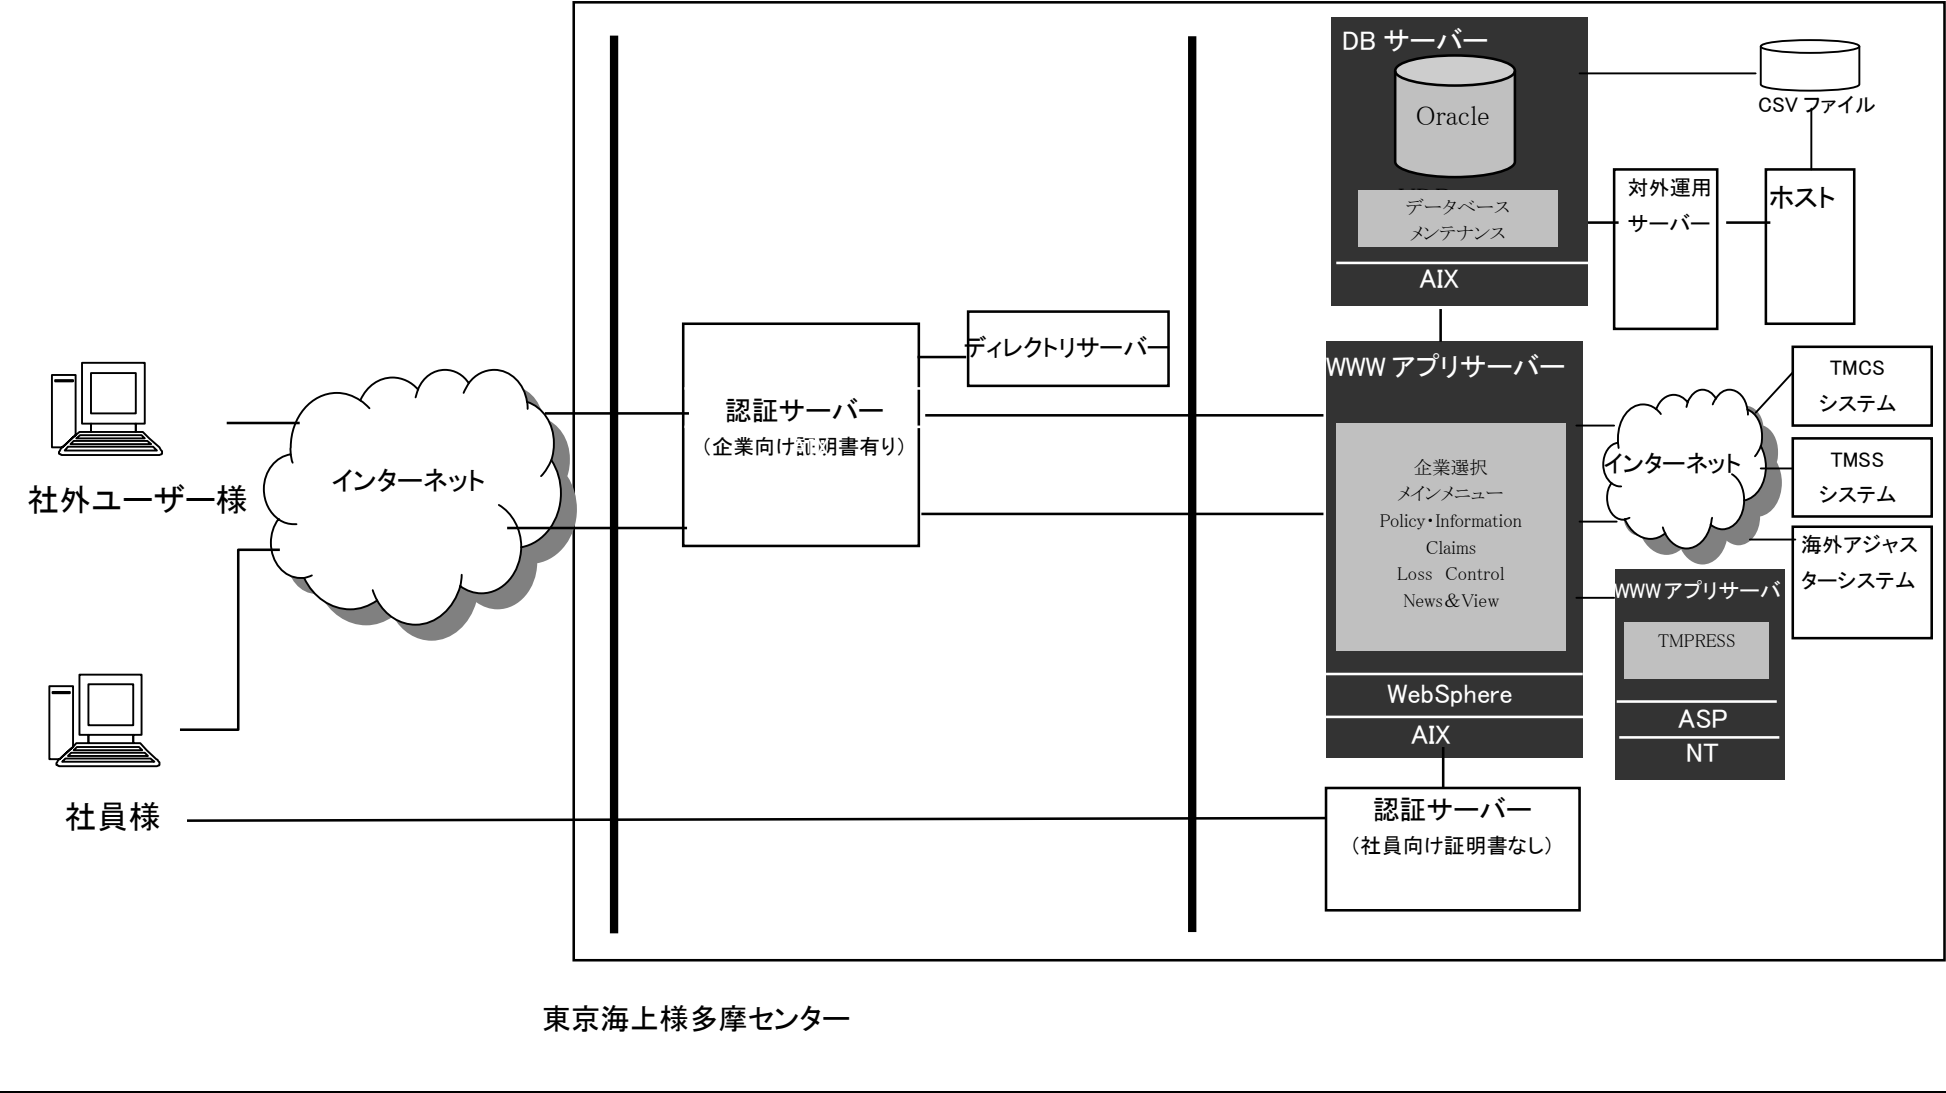 DB サーバー
Oracle
データベース
メンテナンス
AIX
CSV ファイル
対外運用
サーバー
ホスト
ディレクトリサーバー
認証サーバー
（企業向け証明書有り）
WWW アプリサーバー
企業選択
メインメニュー
Policy・Information
Claims
Loss Control
News＆View
WebSphere
AIX
インターネット
TMCS
システム
TMSS
システム
海外アジャス
ターシステム
WWW アプリサーバ
TMPRESS
ASP
NT
社外ユーザー様
インターネット
社員様
認証サーバー
（社員向け証明書なし）
東京海上様多摩センター